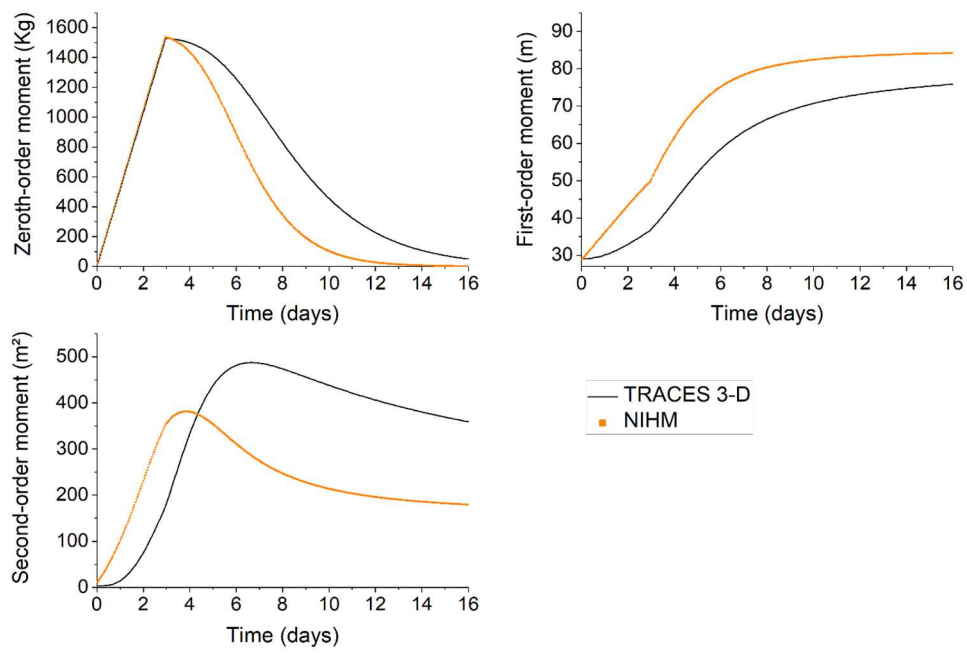 Zeroth-order moment (Kg)
1600
1400
1200
1000
800
600
400
200
0
0 2 4 6 8 10 12 14 16
Time (days)
First-order moment (m)
90
80
70
60
50
40
30
0 2 4 6 8 10 12 14 16
Time (days)
Second-order moment (m²)
500
400
300
200
100
0
0 2 4 6 8 10 12 14 16
Time (days)
TRACES 3-D
NIHM